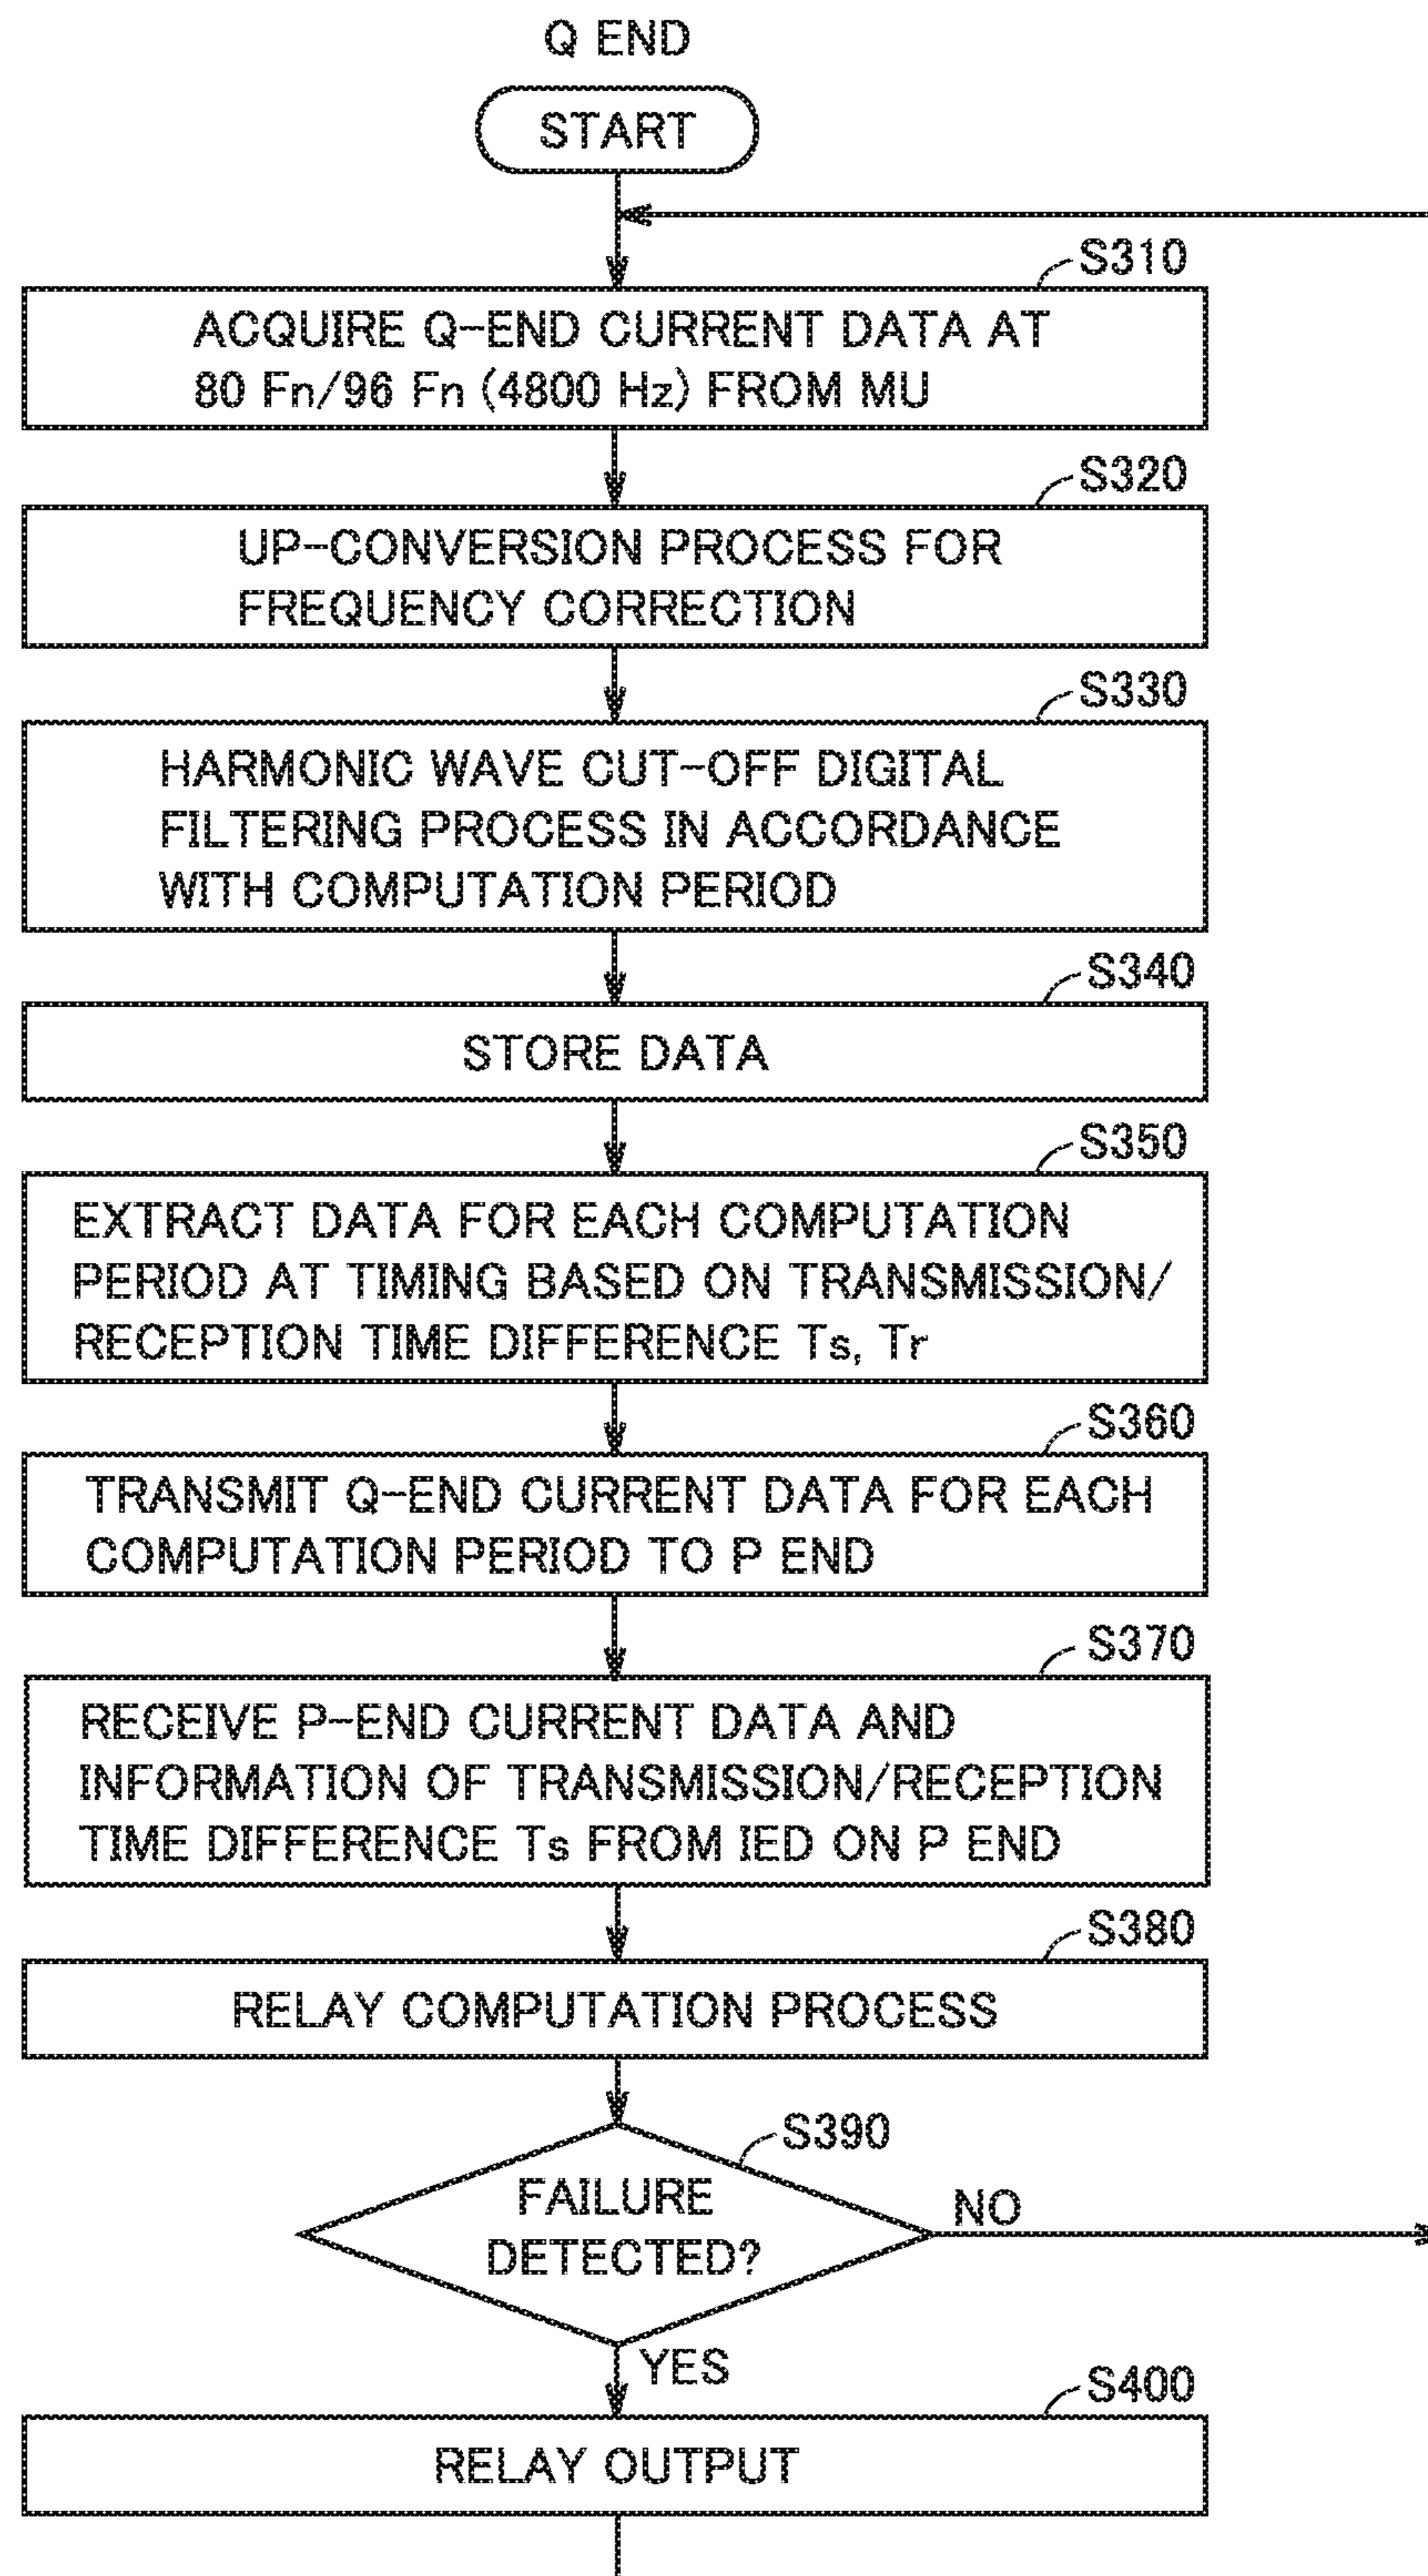 Q END
START
S310
ACQUIRE Q-END CURRENT DATA AT
80 Fn/96 Fn (4800 Hz) FROM MU
S320
UP-CONVERSION PROCESS FOR
FREQUENCY CORRECTION
S330
HARMONIC WAVE CUT-OFF DIGITAL
FILTERING PROCESS IN ACCORDANCE
WITH COMPUTATION PERIOD
S340
STORE DATA
S350
EXTRACT DATA FOR EACH COMPUTATION
PERIOD AT TIMING BASED ON TRANSMISSION/
RECEPTION TIME DIFFERENCE Ts, Tr
S360
TRANSMIT Q-END CURRENT DATA FOR EACH
COMPUTATION PERIOD TO P END
S370
RECEIVE P-END CURRENT DATA AND
INFORMATION OF TRANSMISSION/RECEPTION
TIME DIFFERENCE Ts FROM IED ON P END
S380
RELAY COMPUTATION PROCESS
S390
FAILURE
DETECTED?
NO
YES
S400
RELAY OUTPUT